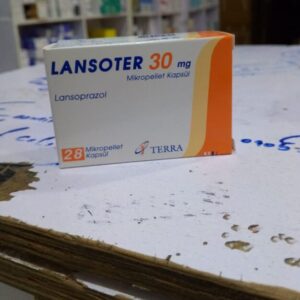 LANSOTER 30 mg
Mikropellet Kapsül
Lansoprazol
28 Mikropellet
Kapsül
TERRA